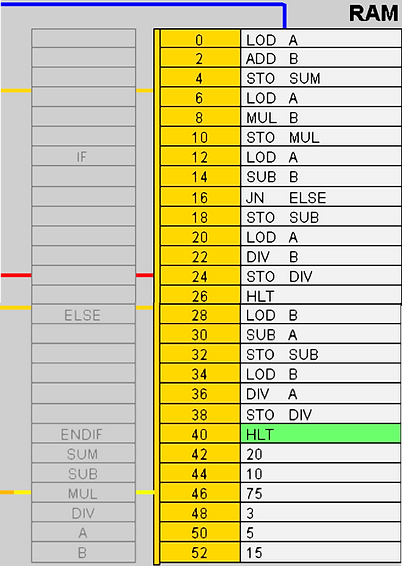 RAM
0 LOD A
2 ADD B
4 STO SUM
6 LOD A
8 MUL B
10 STO MUL
IF 12 LOD A
14 SUB B
16 JN ELSE
18 STO SUB
20 LOD A
22 DIV B
24 STO DIV
26 HLT
ELSE 28 LOD B
30 SUB A
32 STO SUB
34 LOD B
36 DIV A
38 STO DIV
ENDIF 40 HLT
SUM 42 20
SUB 44 10
MUL 46 75
DIV 48 3
A 50 5
B 52 15